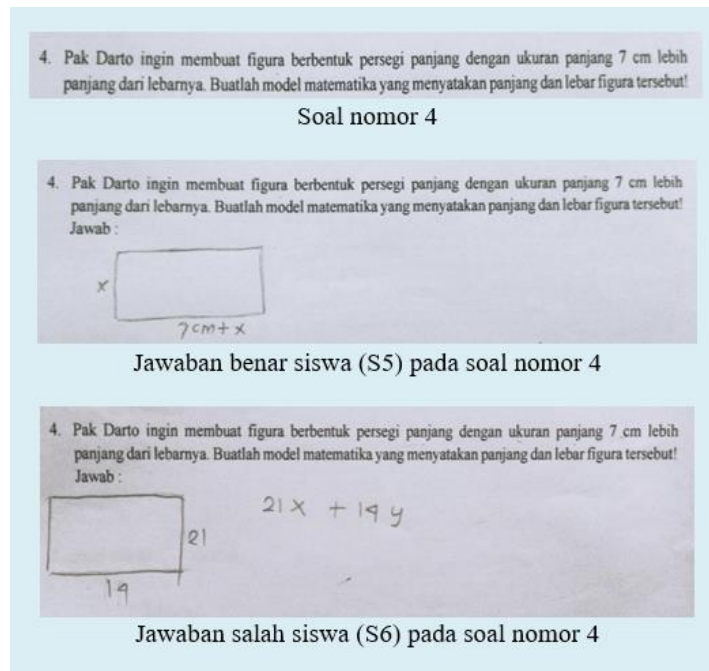 4. Pak Darto ingin membuat figura berbentuk persegi panjang dengan ukuran panjang 7 cm lebih
panjang dari lebarnya. Buatlah model matematika yang menyatakan panjang dan lebar figura tersebut!
Soal nomor 4
4. Pak Darto ingin membuat figura berbentuk persegi panjang dengan ukuran panjang 7 cm lebih
panjang dari lebarnya. Buatlah model matematika yang menyatakan panjang dan lebar figura tersebut!
Jawab :
x
7cm+x
Jawaban benar siswa (S5) pada soal nomor 4
4. Pak Darto ingin membuat figura berbentuk persegi panjang dengan ukuran panjang 7 cm lebih
panjang dari lebarnya. Buatlah model matematika yang menyatakan panjang dan lebar figura tersebut!
Jawab :
21x + 14y
21
14
Jawaban salah siswa (S6) pada soal nomor 4